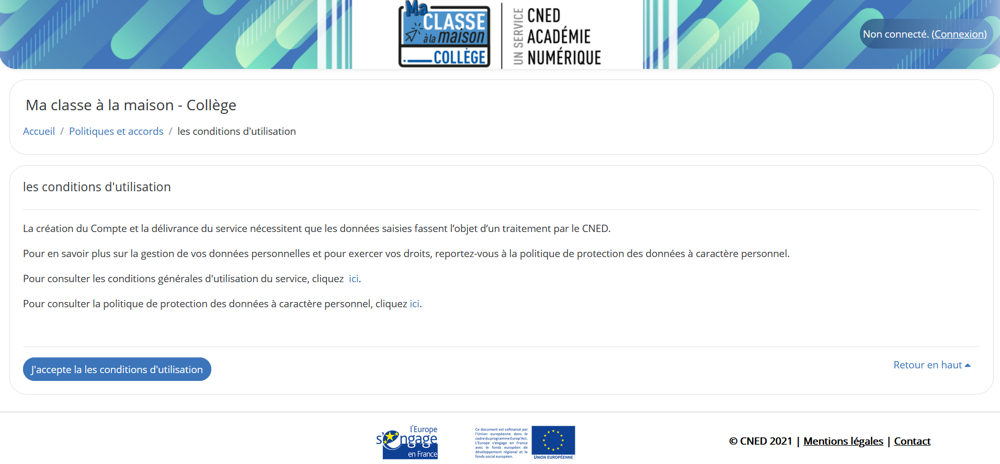 Ma
CLASSE
à la maison
COLLÈGE
UN SERVICE
CNED
ACADÉMIE
NUMÉRIQUE
Non connecté. (Connexion)
Ma classe à la maison - Collège
Accueil / Politiques et accords / les conditions d'utilisation
les conditions d'utilisation
La création du Compte et la délivrance du service nécessitent que les données saisies fassent l’objet d’un traitement par le CNED.
Pour en savoir plus sur la gestion de vos données personnelles et pour exercer vos droits, reportez-vous à la politique de protection des données à caractère personnel.
Pour consulter les conditions générales d'utilisation du service, cliquez ici.
Pour consulter la politique de protection des données à caractère personnel, cliquez ici.
J'accepte la les conditions d'utilisation
Retour en haut
l'Europe
s'engage
en France
Ce document est cofinancé par
l'Union européenne dans le
cadre du programme Europ'Act.
L'Europe s'engage en France
avec le fonds européen de
développement régional et le
fonds social européen.
UNION EUROPÉENNE
© CNED 2021 | Mentions légales | Contact